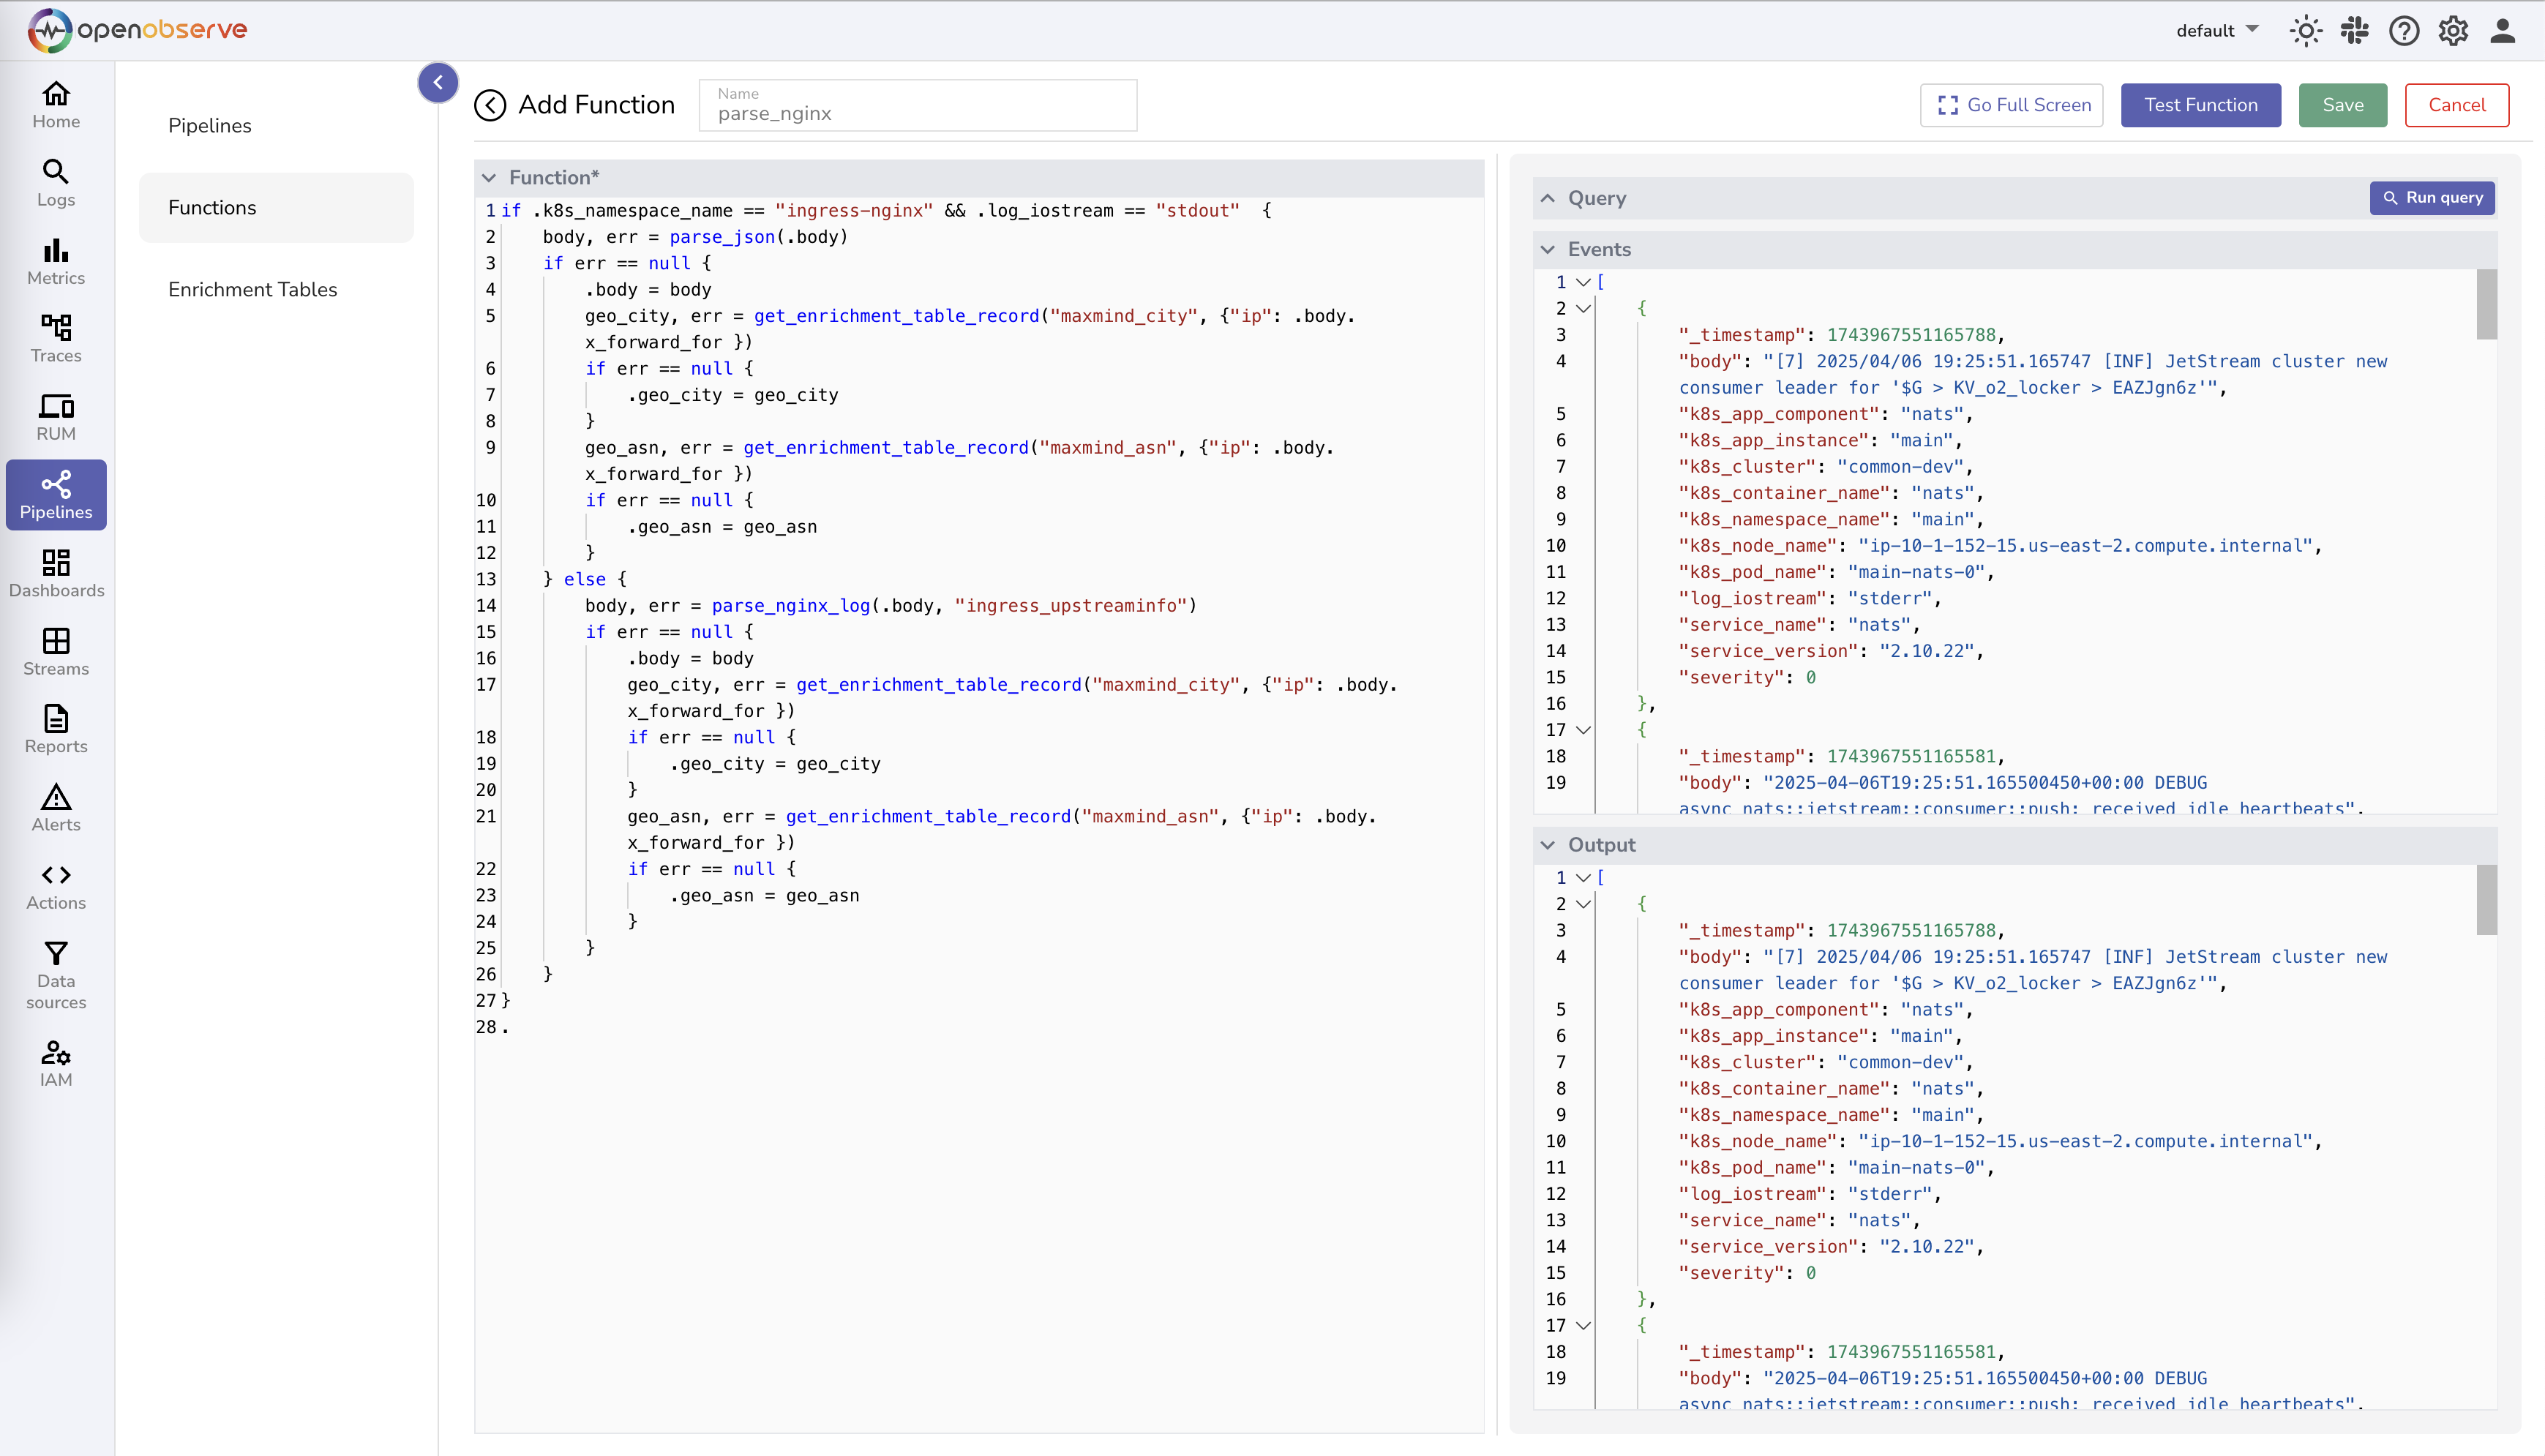 openobserve
default
Home
Logs
Metrics
Traces
RUM
Pipelines
Dashboards
Streams
Reports
Alerts
Actions
Data
sources
IAM
Pipelines
Functions
Enrichment Tables
Add Function
Name
parse_nginx
Go Full Screen
Test Function
Save
Cancel
Function*
1 if .k8s_namespace_name == "ingress-nginx" && .log_iostream == "stdout"  {
2     body, err = parse_json(.body)
3     if err == null {
4         .body = body
5         geo_city, err = get_enrichment_table_record("maxmind_city", {"ip": .body.
x_forward_for })
6         if err == null {
7             .geo_city = geo_city
8         }
9         geo_asn, err = get_enrichment_table_record("maxmind_asn", {"ip": .body.
x_forward_for })
10         if err == null {
11             .geo_asn = geo_asn
12         }
13     } else {
14         body, err = parse_nginx_log(.body, "ingress_upstreaminfo")
15         if err == null {
16             .body = body
17             geo_city, err = get_enrichment_table_record("maxmind_city", {"ip": .body.
x_forward_for })
18             if err == null {
19                 .geo_city = geo_city
20             }
21             geo_asn, err = get_enrichment_table_record("maxmind_asn", {"ip": .body.
x_forward_for })
22             if err == null {
23                 .geo_asn = geo_asn
24             }
25         }
26     }
27 }
28 .
Query
Run query
Events
1 [
2 {
3 "_timestamp": 1743967551165788,
4 "body": "[7] 2025/04/06 19:25:51.165747 [INF] JetStream cluster new
consumer leader for '$G > KV_o2_locker > EAZJgn6z'",
5 "k8s_app_component": "nats",
6 "k8s_app_instance": "main",
7 "k8s_cluster": "common-dev",
8 "k8s_container_name": "nats",
9 "k8s_namespace_name": "main",
10 "k8s_node_name": "ip-10-1-152-15.us-east-2.compute.internal",
11 "k8s_pod_name": "main-nats-0",
12 "log_iostream": "stderr",
13 "service_name": "nats",
14 "service_version": "2.10.22",
15 "severity": 0
16 },
17 {
18 "_timestamp": 1743967551165581,
19 "body": "2025-04-06T19:25:51.165500450+00:00 DEBUG
async_nats::jetstream::consumer::push: received idle heartbeats",
Output
1 [
2 {
3 "_timestamp": 1743967551165788,
4 "body": "[7] 2025/04/06 19:25:51.165747 [INF] JetStream cluster new
consumer leader for '$G > KV_o2_locker > EAZJgn6z'",
5 "k8s_app_component": "nats",
6 "k8s_app_instance": "main",
7 "k8s_cluster": "common-dev",
8 "k8s_container_name": "nats",
9 "k8s_namespace_name": "main",
10 "k8s_node_name": "ip-10-1-152-15.us-east-2.compute.internal",
11 "k8s_pod_name": "main-nats-0",
12 "log_iostream": "stderr",
13 "service_name": "nats",
14 "service_version": "2.10.22",
15 "severity": 0
16 },
17 {
18 "_timestamp": 1743967551165581,
19 "body": "2025-04-06T19:25:51.165500450+00:00 DEBUG
async_nats::jetstream::consumer::push: received idle heartbeats",